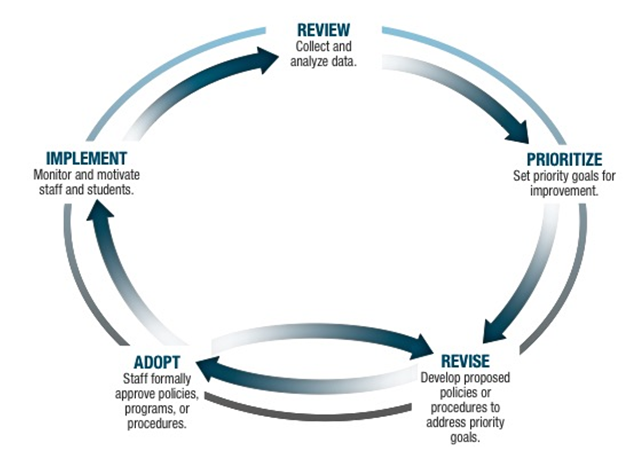 REVIEW
Collect and
analyze data.
PRIORITIZE
Set priority goals for
improvement.
REVISE
Develop proposed
policies or
procedures to
address priority
goals.
ADOPT
Staff formally
approve policies,
programs, or
procedures.
IMPLEMENT
Monitor and motivate
staff and students.